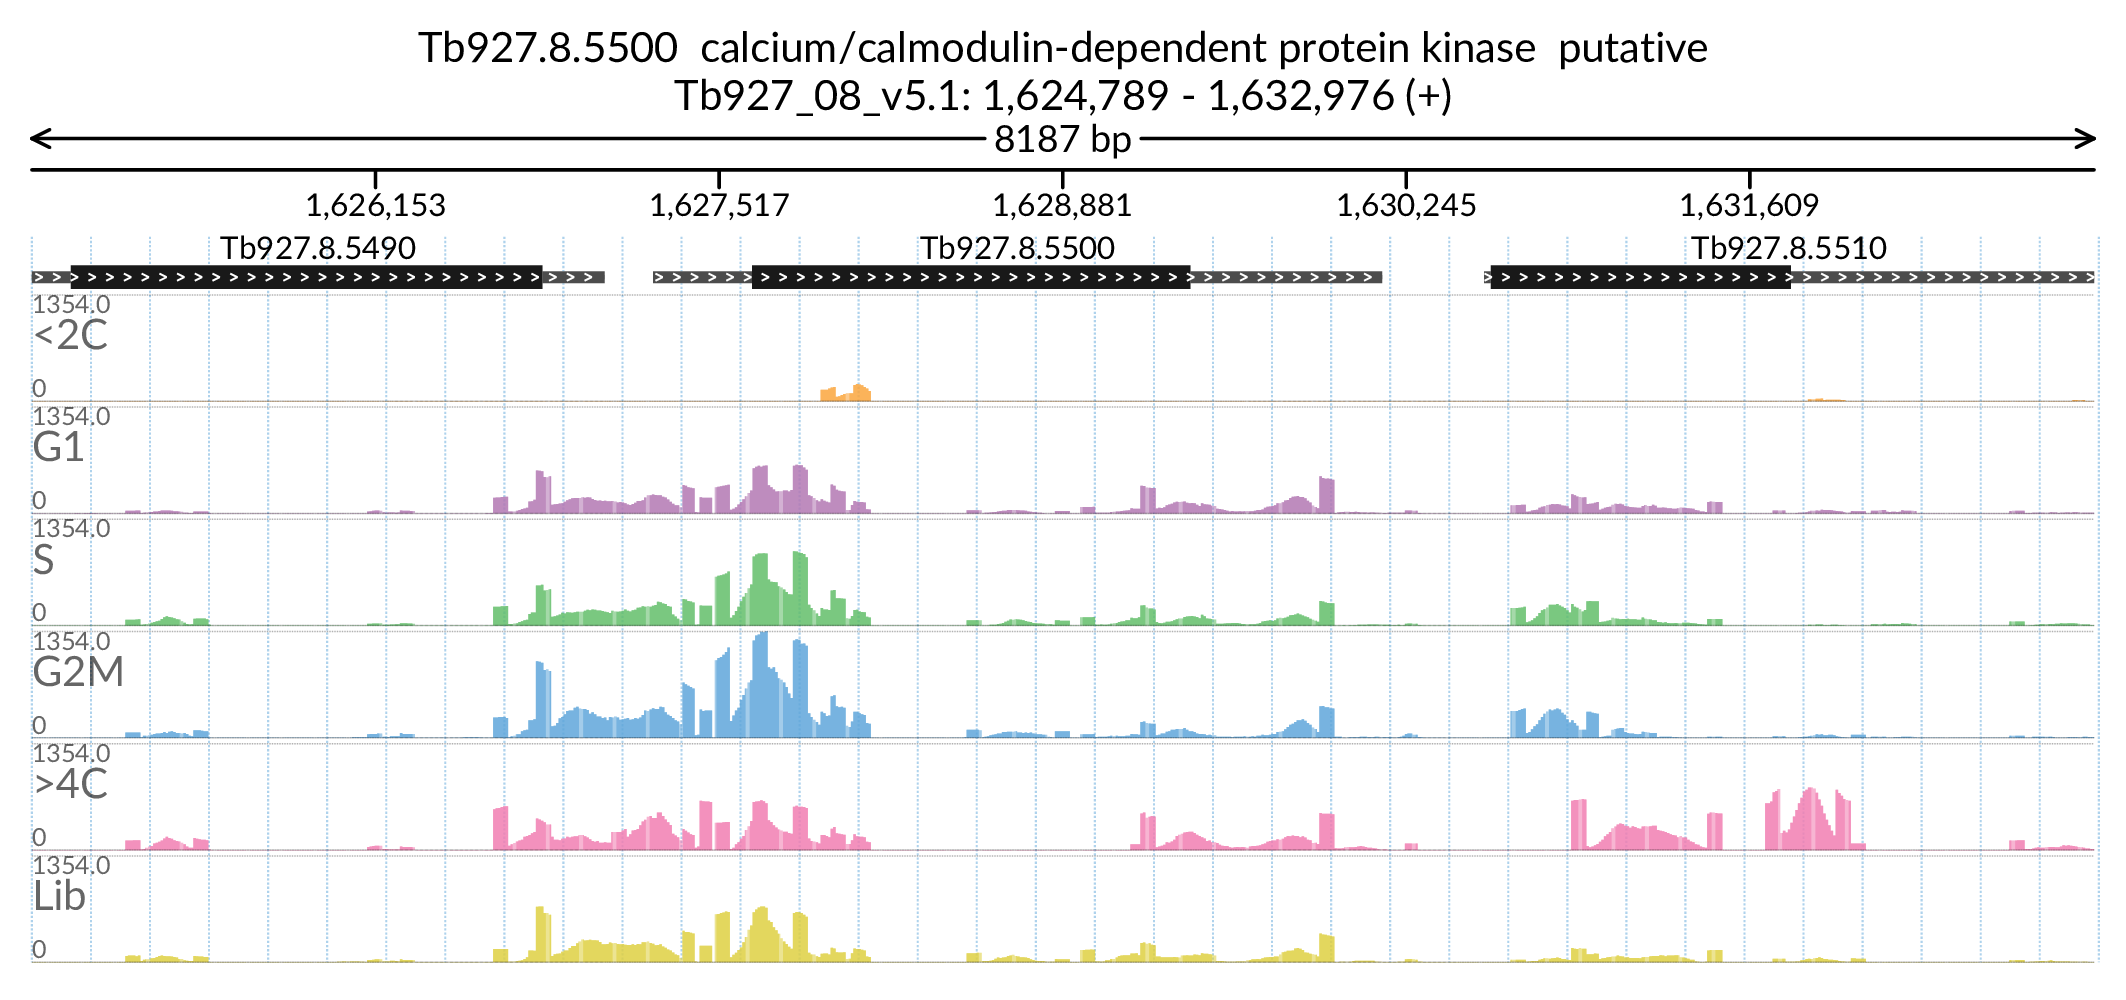 Tb927.8.5500 calcium/calmodulin-dependent protein kinase putative
Tb927_08_v5.1: 1,624,789 - 1,632,976 (+)
8187 bp
1,626,153 1,627,517 1,628,881 1,630,245 1,631,609
Tb927.8.5490 Tb927.8.5500 Tb927.8.5510
1354.0
<2C
0
1354.0
G1
0
1354.0
S
0
1354.0
G2M
0
1354.0
>4C
0
1354.0
Lib
0